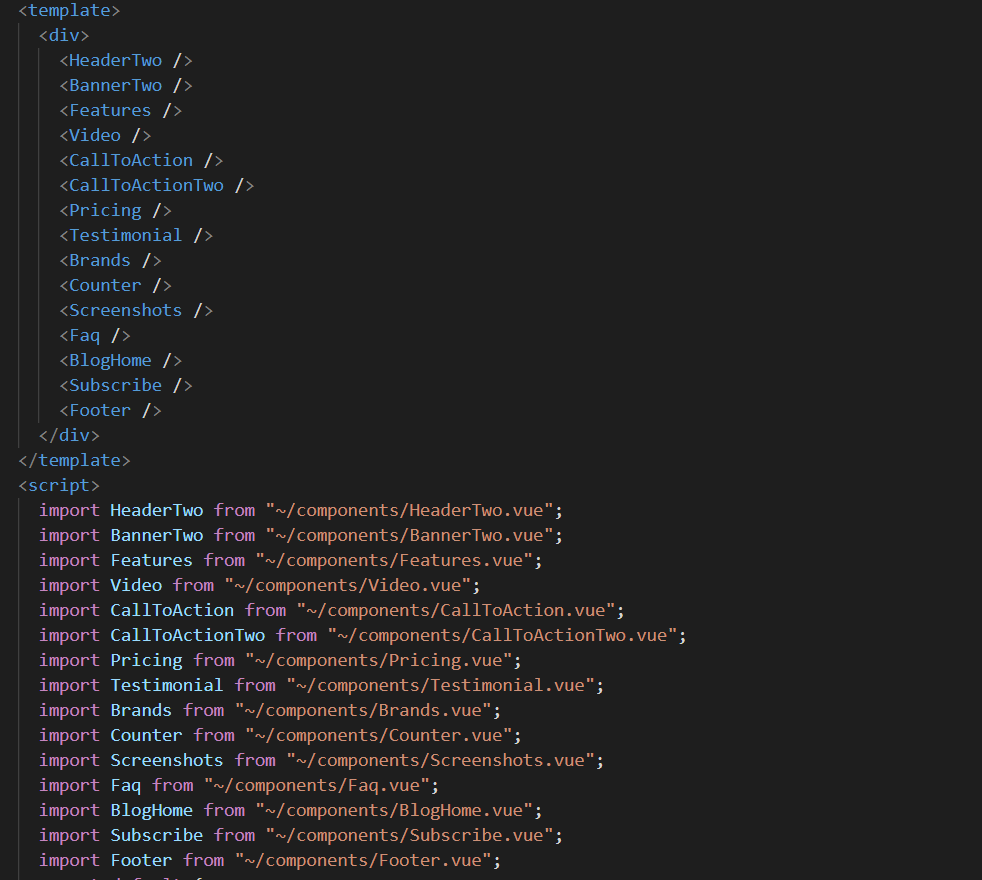 <template>
<div>
<HeaderTwo />
<BannerTwo />
<Features />
<Video />
<CallToAction />
<CallToActionTwo />
<Pricing />
<Testimonial />
<Brands />
<Counter />
<Screenshots />
<Faq />
<BlogHome />
<Subscribe />
<Footer />
</div>
</template>
<script>
import HeaderTwo from "~/components/HeaderTwo.vue";
import BannerTwo from "~/components/BannerTwo.vue";
import Features from "~/components/Features.vue";
import Video from "~/components/Video.vue";
import CallToAction from "~/components/CallToAction.vue";
import CallToActionTwo from "~/components/CallToActionTwo.vue";
import Pricing from "~/components/Pricing.vue";
import Testimonial from "~/components/Testimonial.vue";
import Brands from "~/components/Brands.vue";
import Counter from "~/components/Counter.vue";
import Screenshots from "~/components/Screenshots.vue";
import Faq from "~/components/Faq.vue";
import BlogHome from "~/components/BlogHome.vue";
import Subscribe from "~/components/Subscribe.vue";
import Footer from "~/components/Footer.vue";